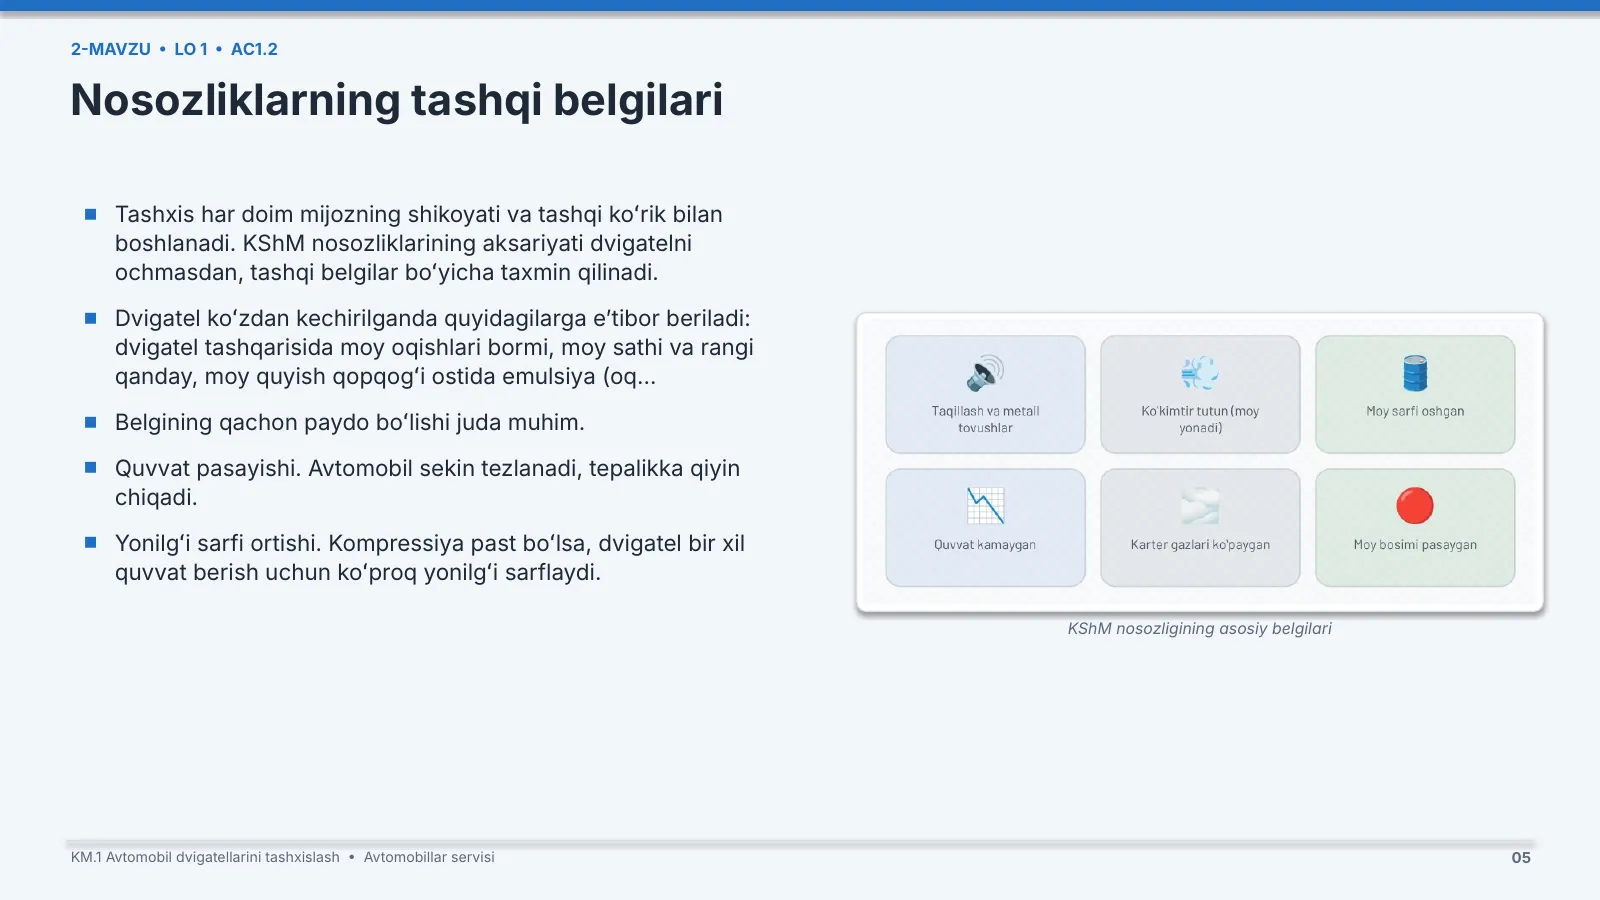 2-MAVZU • LO 1 • AC1.2
Nosozliklarning tashqi belgilari
Tashxis har doim mijozning shikoyati va tashqi koʻrik bilan
boshlanadi. KShM nosozliklarining aksariyati dvigatelni
ochmasdan, tashqi belgilar boʻyicha taxmin qilinadi.
Dvigatel koʻzdan kechirilganda quyidagilarga eʼtibor beriladi:
dvigatel tashqarisida moy oqishlari bormi, moy sathi va rangi
qanday, moy quyish qopqogʻi ostida emulsiya (oq…
Belgining qachon paydo boʻlishi juda muhim.
Quvvat pasayishi. Avtomobil sekin tezlanadi, tepalikka qiyin
chiqadi.
Yonilgʻi sarfi ortishi. Kompressiya past boʻlsa, dvigatel bir xil
quvvat berish uchun koʻproq yonilgʻi sarflaydi.
Taqillash va metall
tovushlar
Ko'kimtir tutun (moy
yonadi)
Moy sarfi oshgan
Quvvat kamaygan
Karter gazlari ko'paygan
Moy bosimi pasaygan
KShM nosozligining asosiy belgilari
KM.1 Avtomobil dvigatellarini tashxislash • Avtomobillar servisi
05